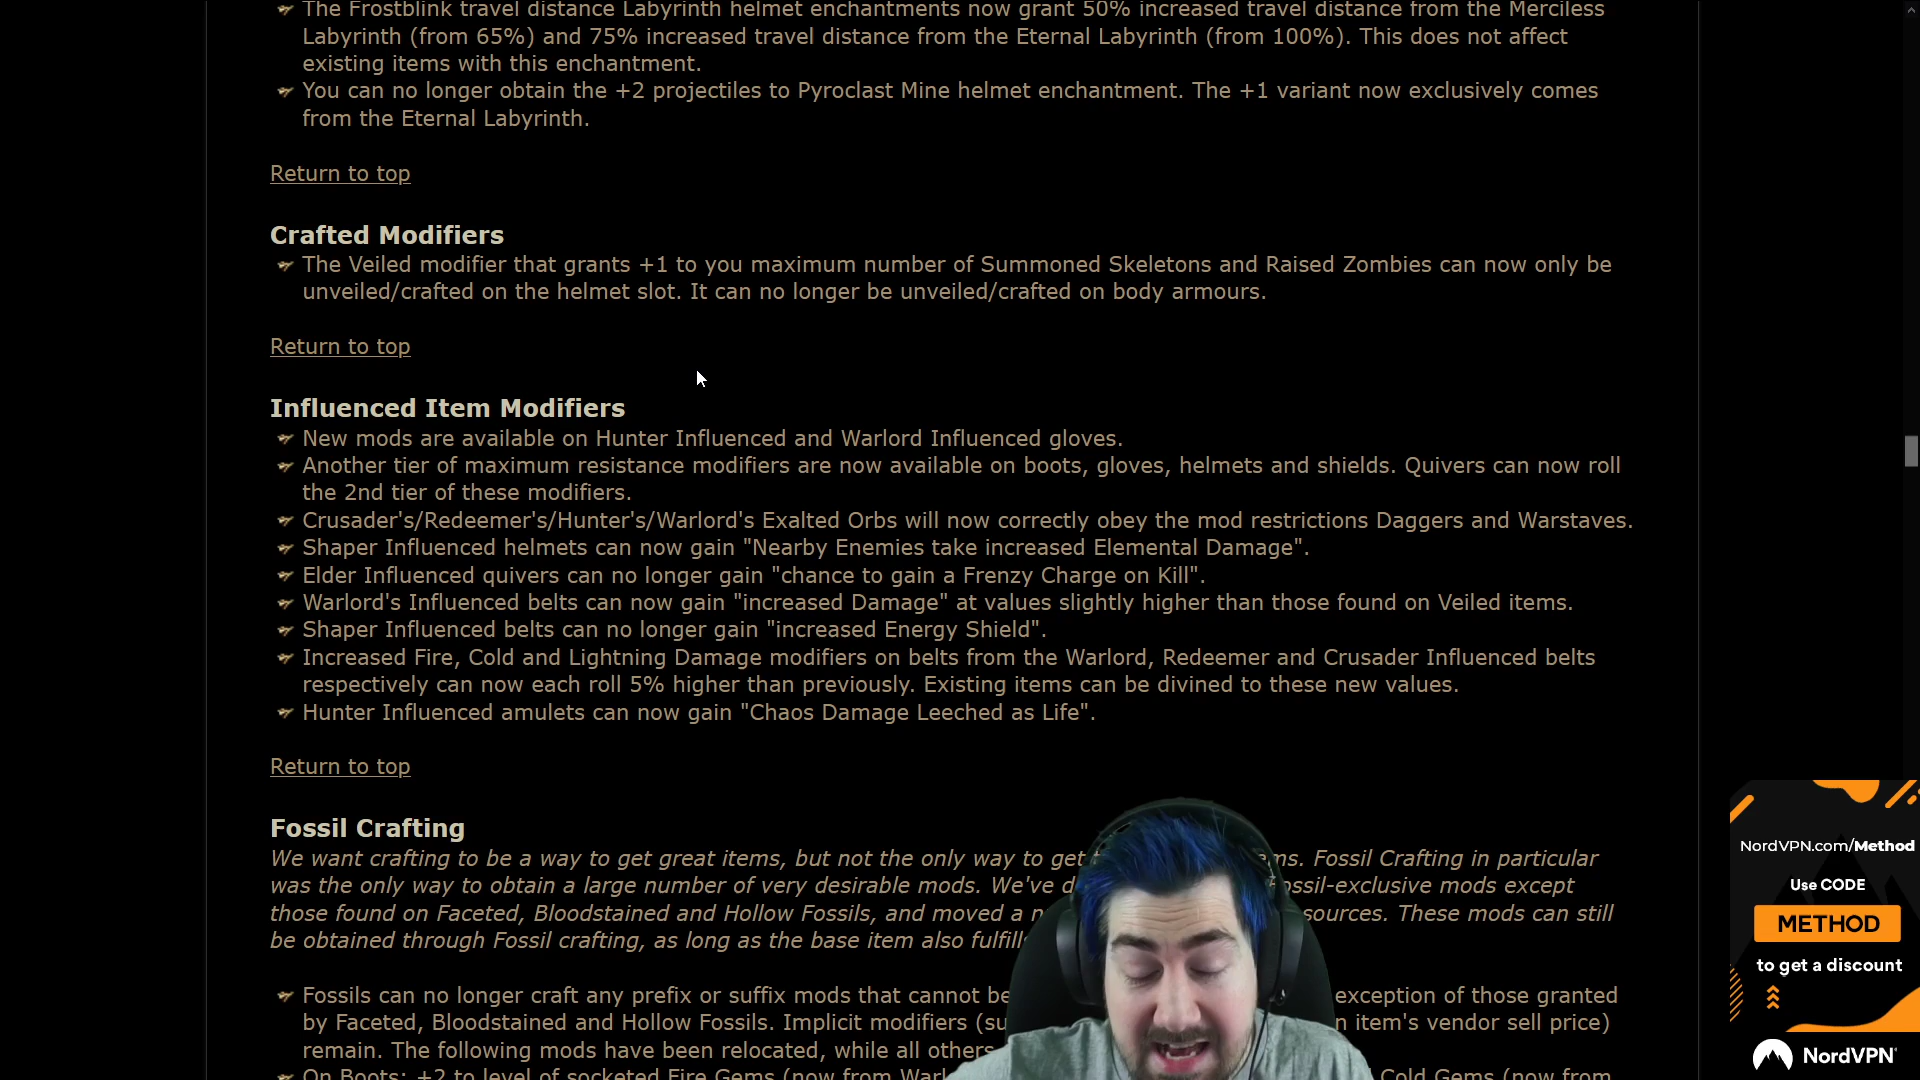 The Frostblink travel distance Labyrinth helmet enchantments now grant 50% increased travel distance from the Merciless
Labyrinth (from 65%) and 75% increased travel distance from the Eternal Labyrinth (from 100%). This does not affect
existing items with this enchantment.
You can no longer obtain the +2 projectiles to Pyroclast Mine helmet enchantment. The +1 variant now exclusively comes
from the Eternal Labyrinth.
Return to top
Crafted Modifiers
The Veiled modifier that grants +1 to you maximum number of Summoned Skeletons and Raised Zombies can now only be
unveiled/crafted on the helmet slot. It can no longer be unveiled/crafted on body armours.
Return to top
Influenced Item Modifiers
New mods are available on Hunter Influenced and Warlord Influenced gloves.
Another tier of maximum resistance modifiers are now available on boots, gloves, helmets and shields. Quivers can now roll
the 2nd tier of these modifiers.
Crusader's/Redeemer's/Hunter's/Warlord's Exalted Orbs will now correctly obey the mod restrictions Daggers and Warstaves.
Shaper Influenced helmets can now gain "Nearby Enemies take increased Elemental Damage".
Elder Influenced quivers can no longer gain "chance to gain a Frenzy Charge on Kill".
Warlord's Influenced belts can now gain "increased Damage" at values slightly higher than those found on Veiled items.
Shaper Influenced belts can no longer gain "increased Energy Shield".
Increased Fire, Cold and Lightning Damage modifiers on belts from the Warlord, Redeemer and Crusader Influenced belts
respectively can now each roll 5% higher than previously. Existing items can be divined to these new values.
Hunter Influenced amulets can now gain "Chaos Damage Leeched as Life".
Return to top
Fossil Crafting
We want crafting to be a way to get great items, but not the only way to get Fossil Crafting in particular
was the only way to obtain a large number of very desirable mods. We've ossil-exclusive mods except
those found on Faceted, Bloodstained and Hollow Fossils, and moved a sources. These mods can still
be obtained through Fossil crafting, as long as the base item also
Fossils can no longer craft any prefix or suffix mods that cannot exception of those granted
by Faceted, Bloodstained and Hollow Fossils. Implicit modifiers item's vendor sell price)
remain. The following mods have been relocated, while all others
On Boots: +2 to level of socketed Fire Gems (now from Cold Gems (now from
NordVPN.com/Method
Use CODE
METHOD
to get a discount
NordVPN